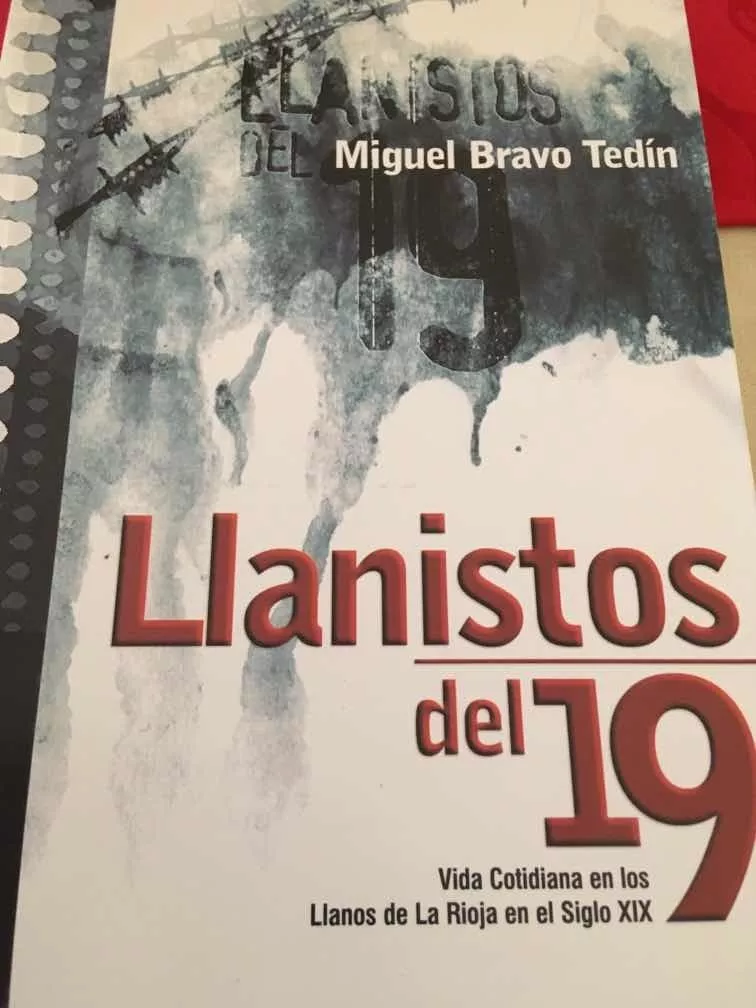 LLANISTOS
DEL
Miguel Bravo Tedín
19
Llanistos
del 19
Vida Cotidiana en los
Llanos de La Rioja en el Siglo XIX